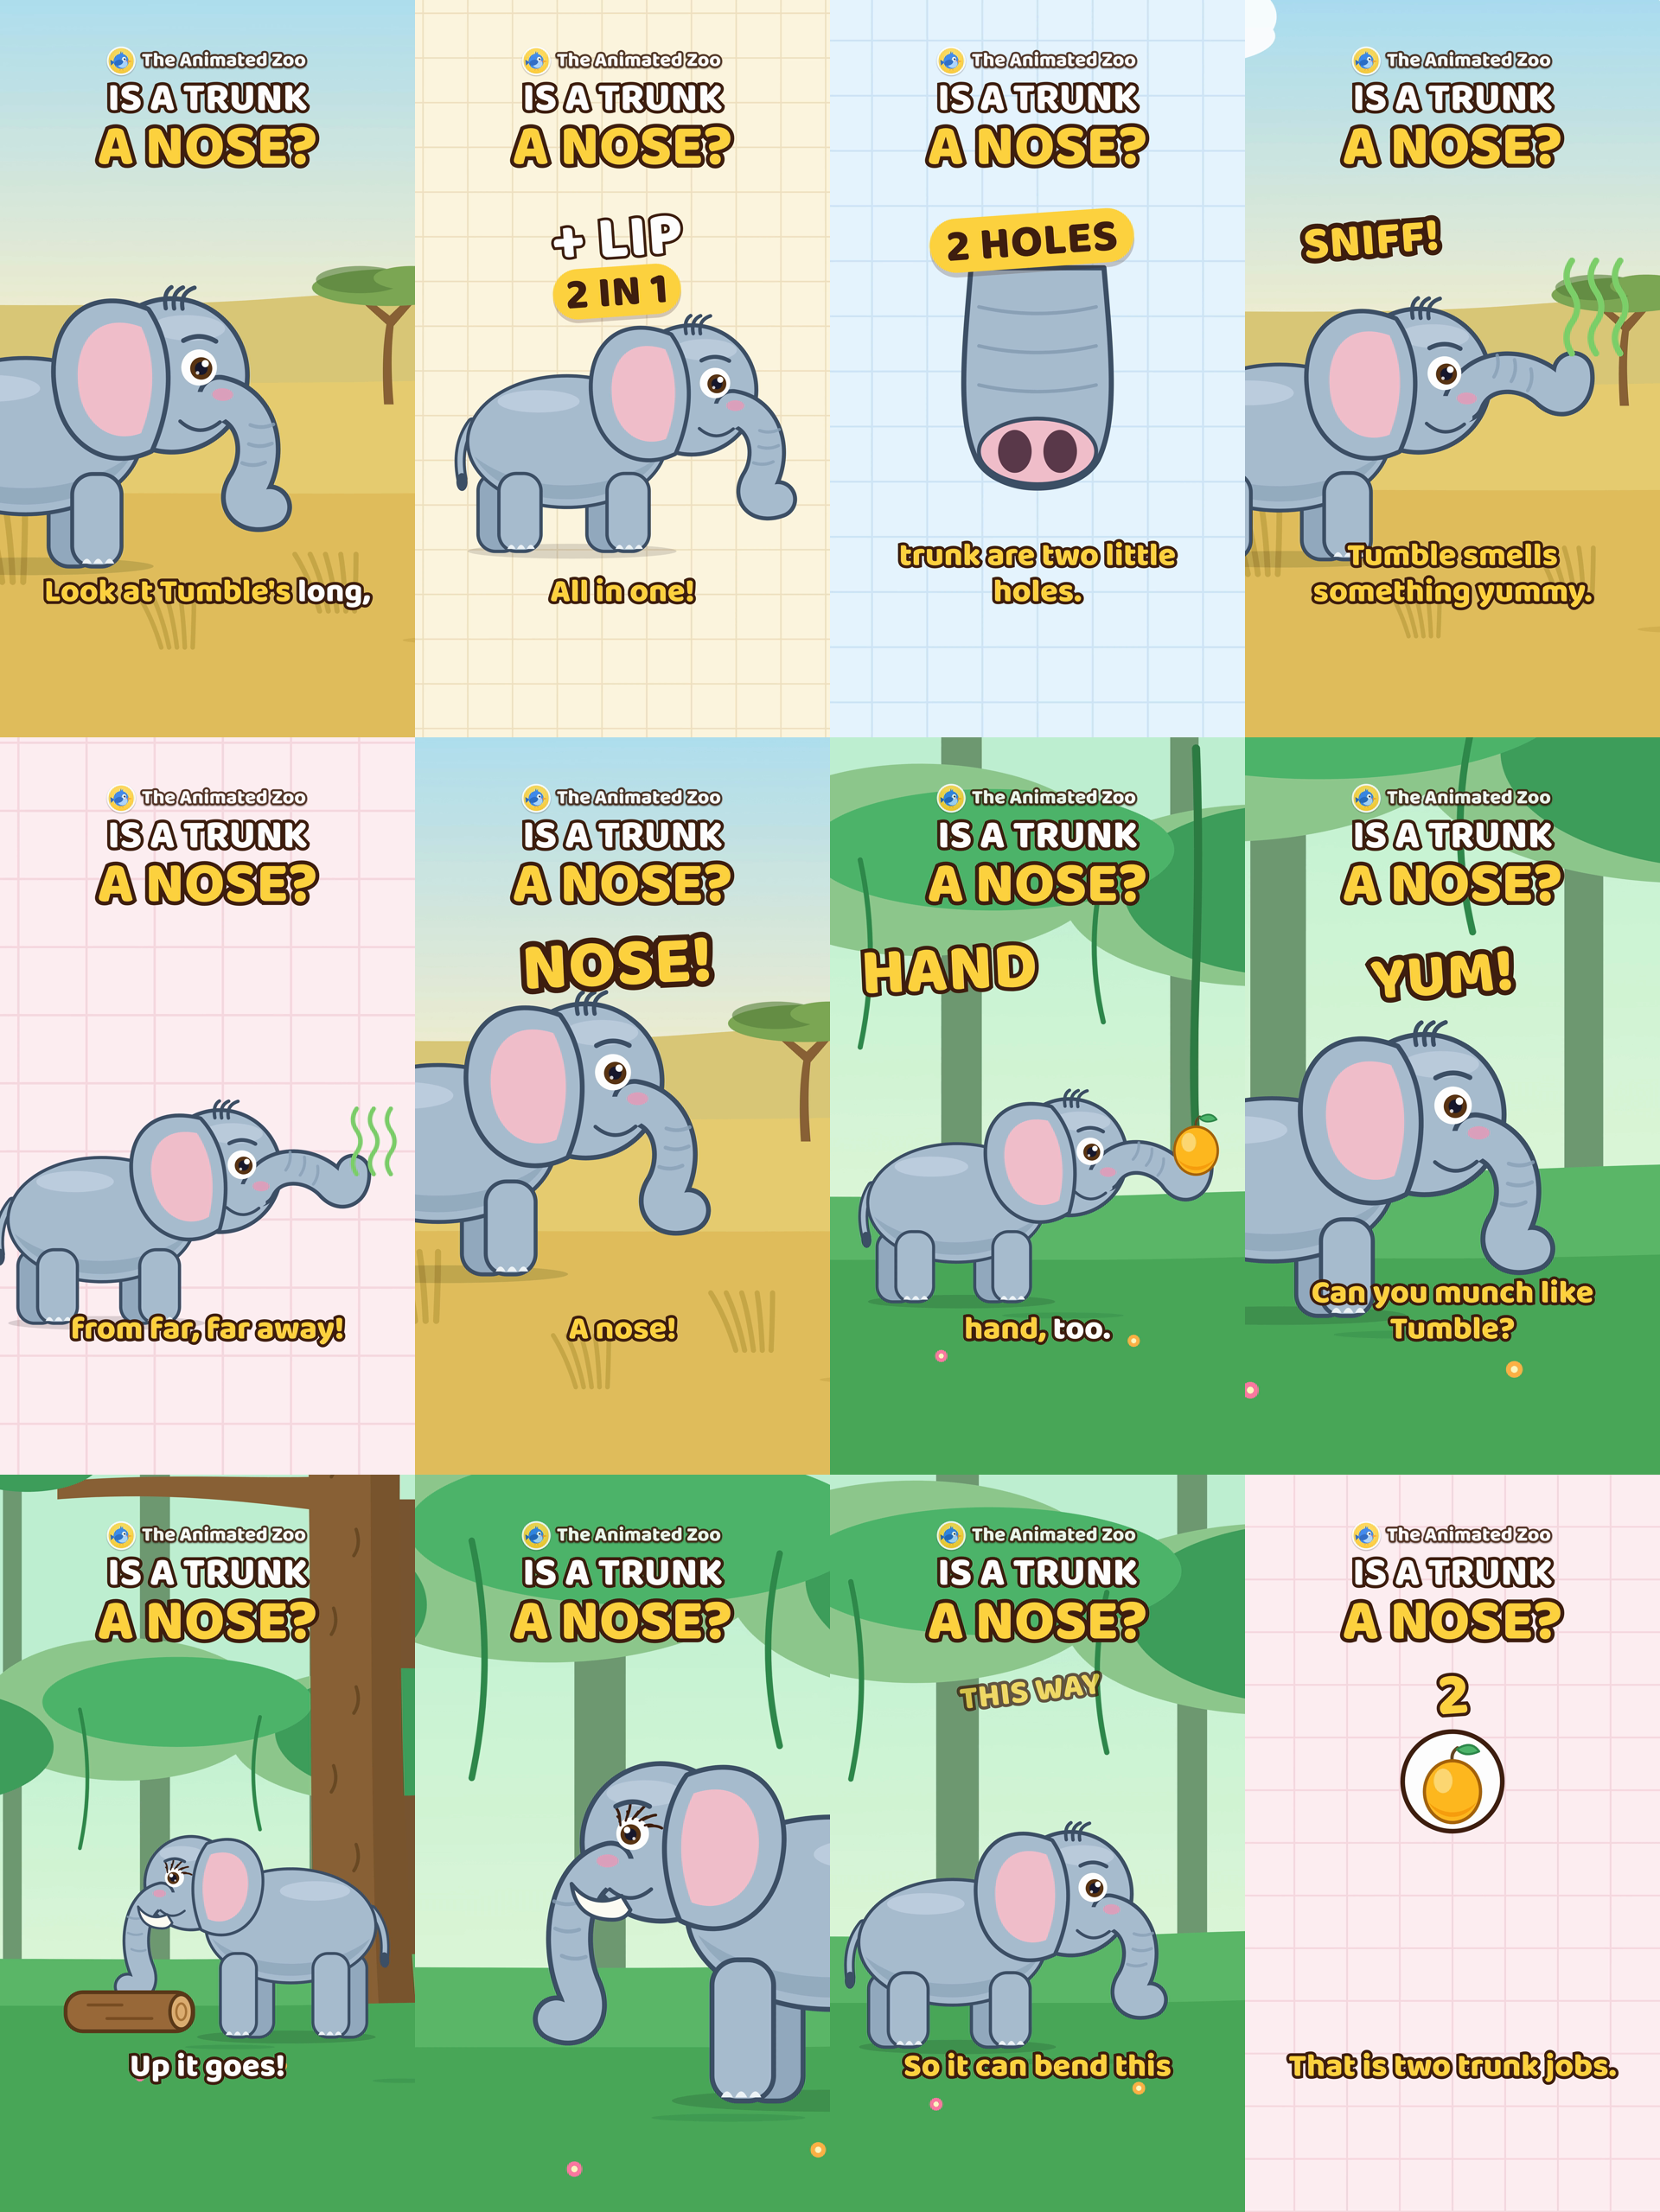 The Animated Zoo
IS A TRUNK
A NOSE?
Look at Tumble's long,
The Animated Zoo
IS A TRUNK
A NOSE?
+ LIP
2 IN 1
All in one!
The Animated Zoo
IS A TRUNK
A NOSE?
2 HOLES
trunk are two little
holes.
The Animated Zoo
IS A TRUNK
A NOSE?
SNIFF!
Tumble smells
something yummy.
The Animated Zoo
IS A TRUNK
A NOSE?
from far, far away!
The Animated Zoo
IS A TRUNK
A NOSE?
NOSE!
A nose!
The Animated Zoo
IS A TRUNK
A NOSE?
HAND
hand, too.
The Animated Zoo
IS A TRUNK
A NOSE?
YUM!
Can you munch like
Tumble?
The Animated Zoo
IS A TRUNK
A NOSE?
Up it goes!
The Animated Zoo
IS A TRUNK
A NOSE?
The Animated Zoo
IS A TRUNK
A NOSE?
THIS WAY
So it can bend this
The Animated Zoo
IS A TRUNK
A NOSE?
2
That is two trunk jobs.